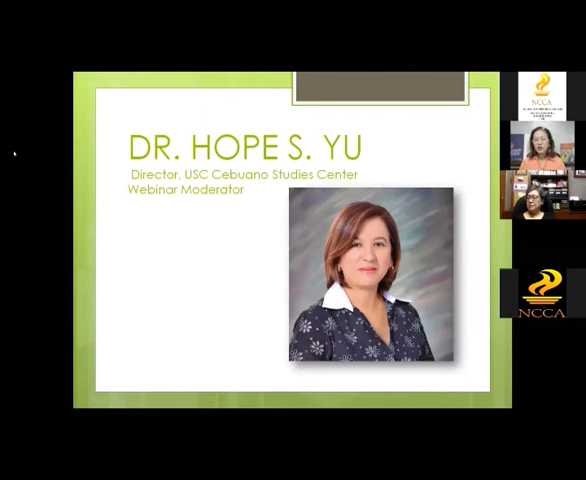 DR. HOPE S. YU
Director, USC Cebuano Studies Center
Webinar Moderator
NCCA
NCCA